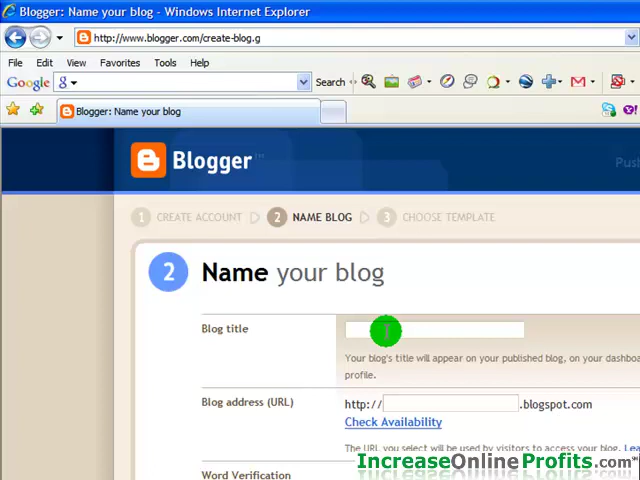 Blogger: Name your blog - Windows Internet Explorer
http://www.blogger.com/create-blog.g
File Edit View Favorites Tools Help
Google g Search
Blogger: Name your blog
Blogger™
Push
1 CREATE ACCOUNT 2 NAME BLOG 3 CHOOSE TEMPLATE
2 Name your blog
Blog title
Your blog's title will appear on your published blog, on your dashboa
profile.
Blog address (URL) http:// .blogspot.com
Check Availability
The URL you select will be used by visitors to access your blog.
Word Verification
IncreaseOnlineProfits.com